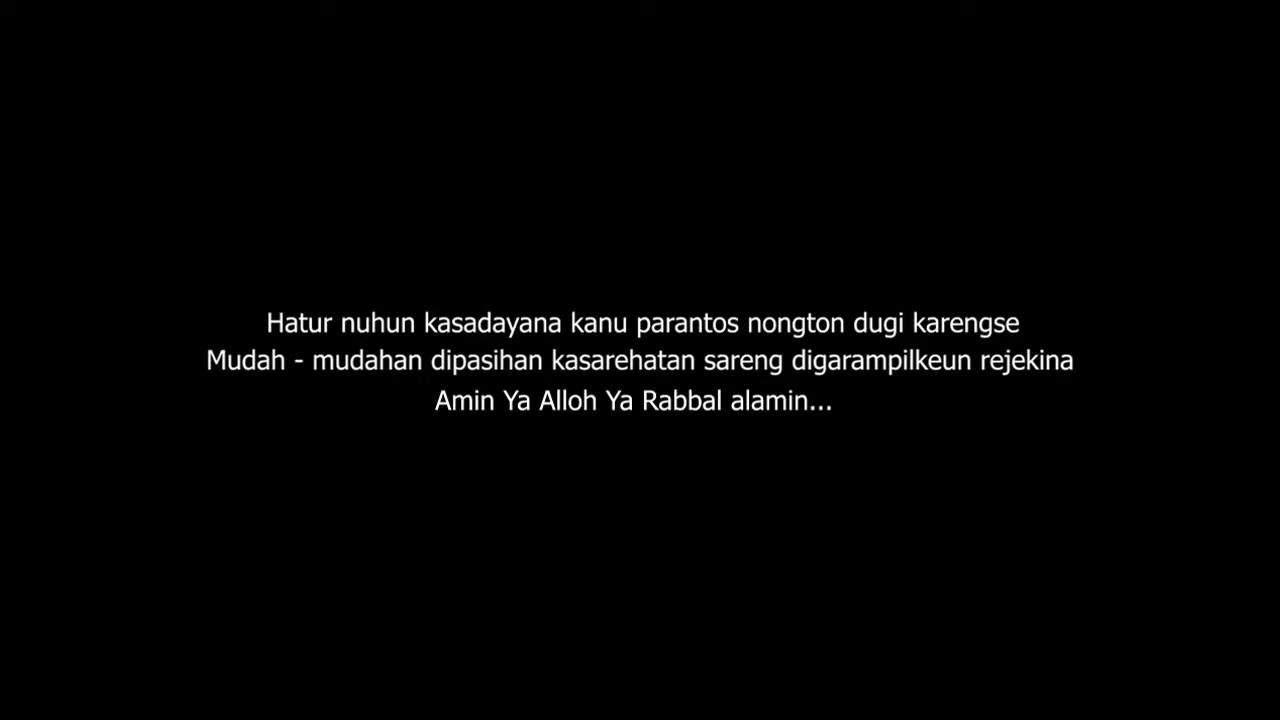 Hatur nuhun kasadayana kanu parantos nongton dugi karengse
Mudah - mudahan dipasihan kasarehatan sareng digarampilkeun rejekina
Amin Ya Alloh Ya Rabbal alamin...